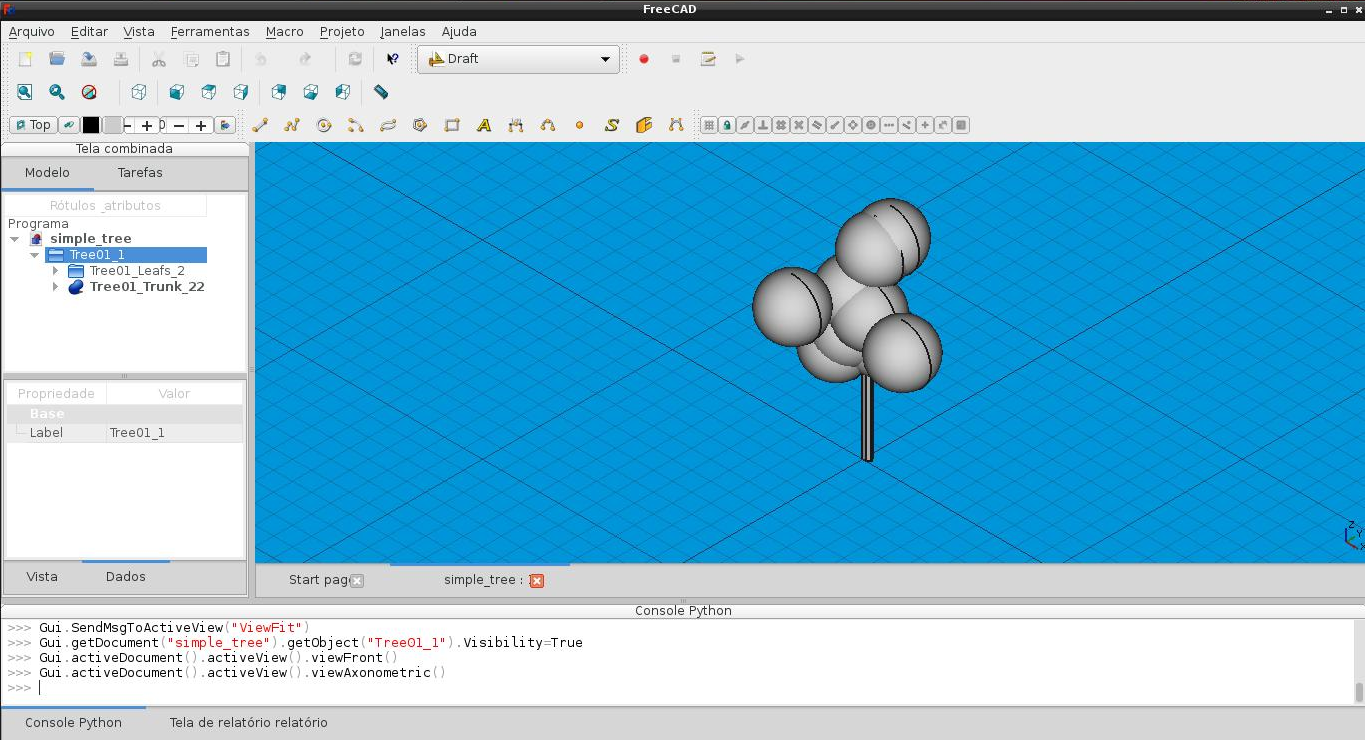 FreeCAD
Arquivo Editar Vista Ferramentas Macro Projeto Janelas Ajuda
Draft
Top
Tela combinada
Modelo Tarefas
Rótulos _atributos
Programa
simple_tree
Tree01_1
Tree01_Leafs_2
Tree01_Trunk_22
Propriedade Valor
Base
Label Tree01_1
Vista Dados
Z
Y
X
Start pag
simple_tree :
Console Python
>>> Gui.SendMsgToActiveView("ViewFit")
>>> Gui.getDocument("simple_tree").getObject("Tree01_1").Visibility=True
>>> Gui.activeDocument().activeView().viewFront()
>>> Gui.activeDocument().activeView().viewAxonometric()
>>>
Console Python Tela de relatório relatório